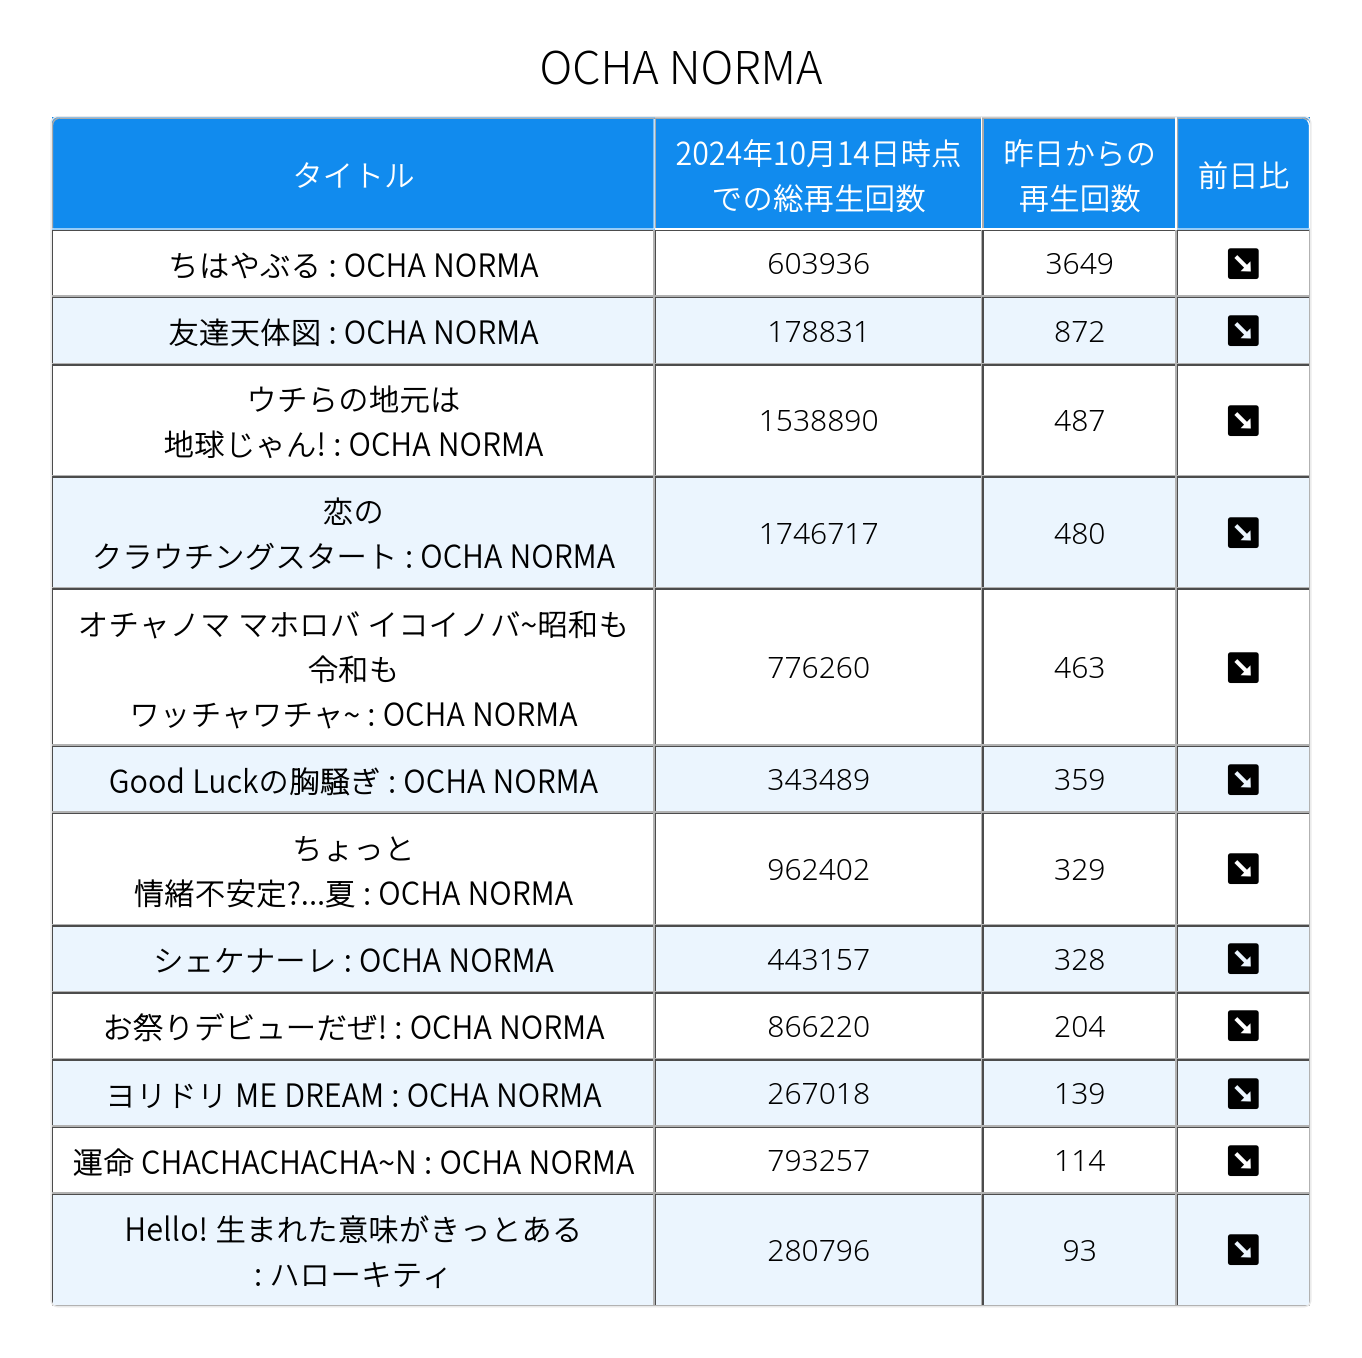 OCHA NORMA
タイトル
2024年10月14日時点
での総再生回数
昨日からの
再生回数
前日比
ちはやぶる : OCHA NORMA
603936
3649
友達天体図 : OCHA NORMA
178831
872
ウチらの地元は
地球じゃん! : OCHA NORMA
1538890
487
恋の
クラウチングスタート : OCHA NORMA
1746717
480
オチャノマ マホロバ イコイノバ~昭和も
令和も
ワッチャワチャ~ : OCHA NORMA
776260
463
Good Luckの胸騒ぎ : OCHA NORMA
343489
359
ちょっと
情緒不安定?...夏 : OCHA NORMA
962402
329
シェケナーレ : OCHA NORMA
443157
328
お祭りデビューだぜ! : OCHA NORMA
866220
204
ヨリドリ ME DREAM : OCHA NORMA
267018
139
運命 CHACHACHACHA~N : OCHA NORMA
793257
114
Hello! 生まれた意味がきっとある
: ハローキティ
280796
93